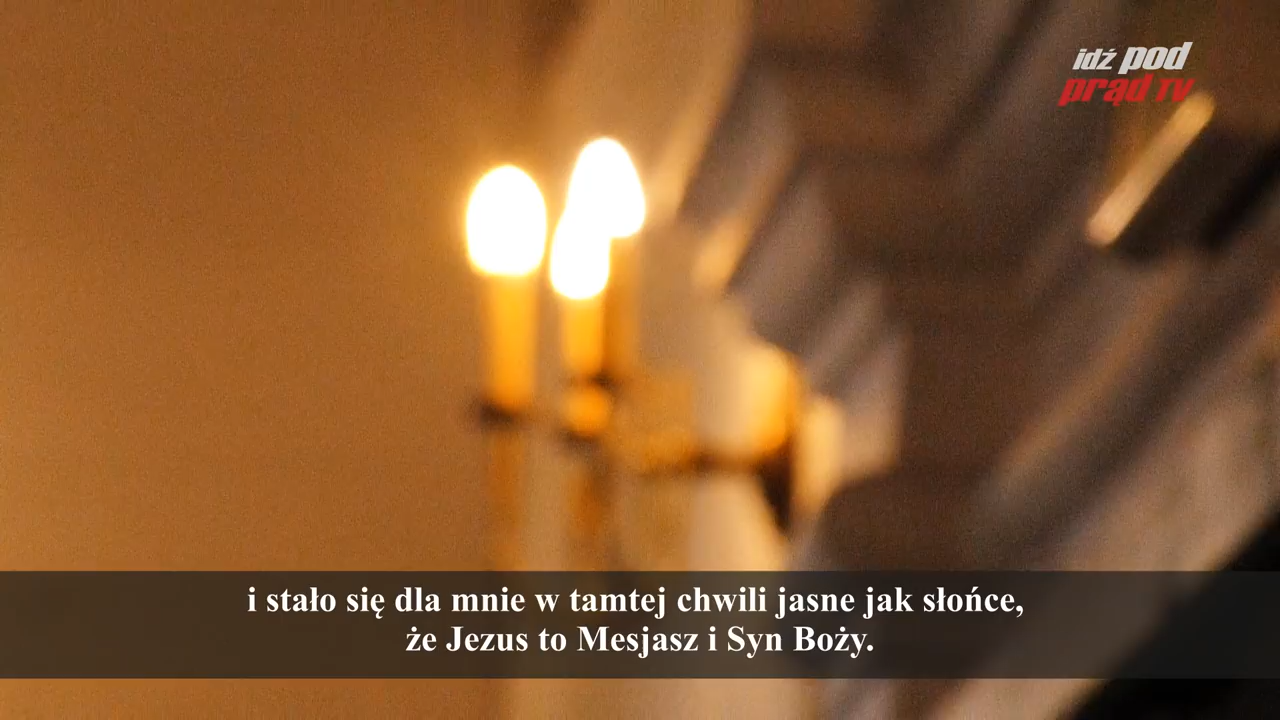 idź pod
prąd TV
i stało się dla mnie w tamtej chwili jasne jak słońce,
że Jezus to Mesjasz i Syn Boży.